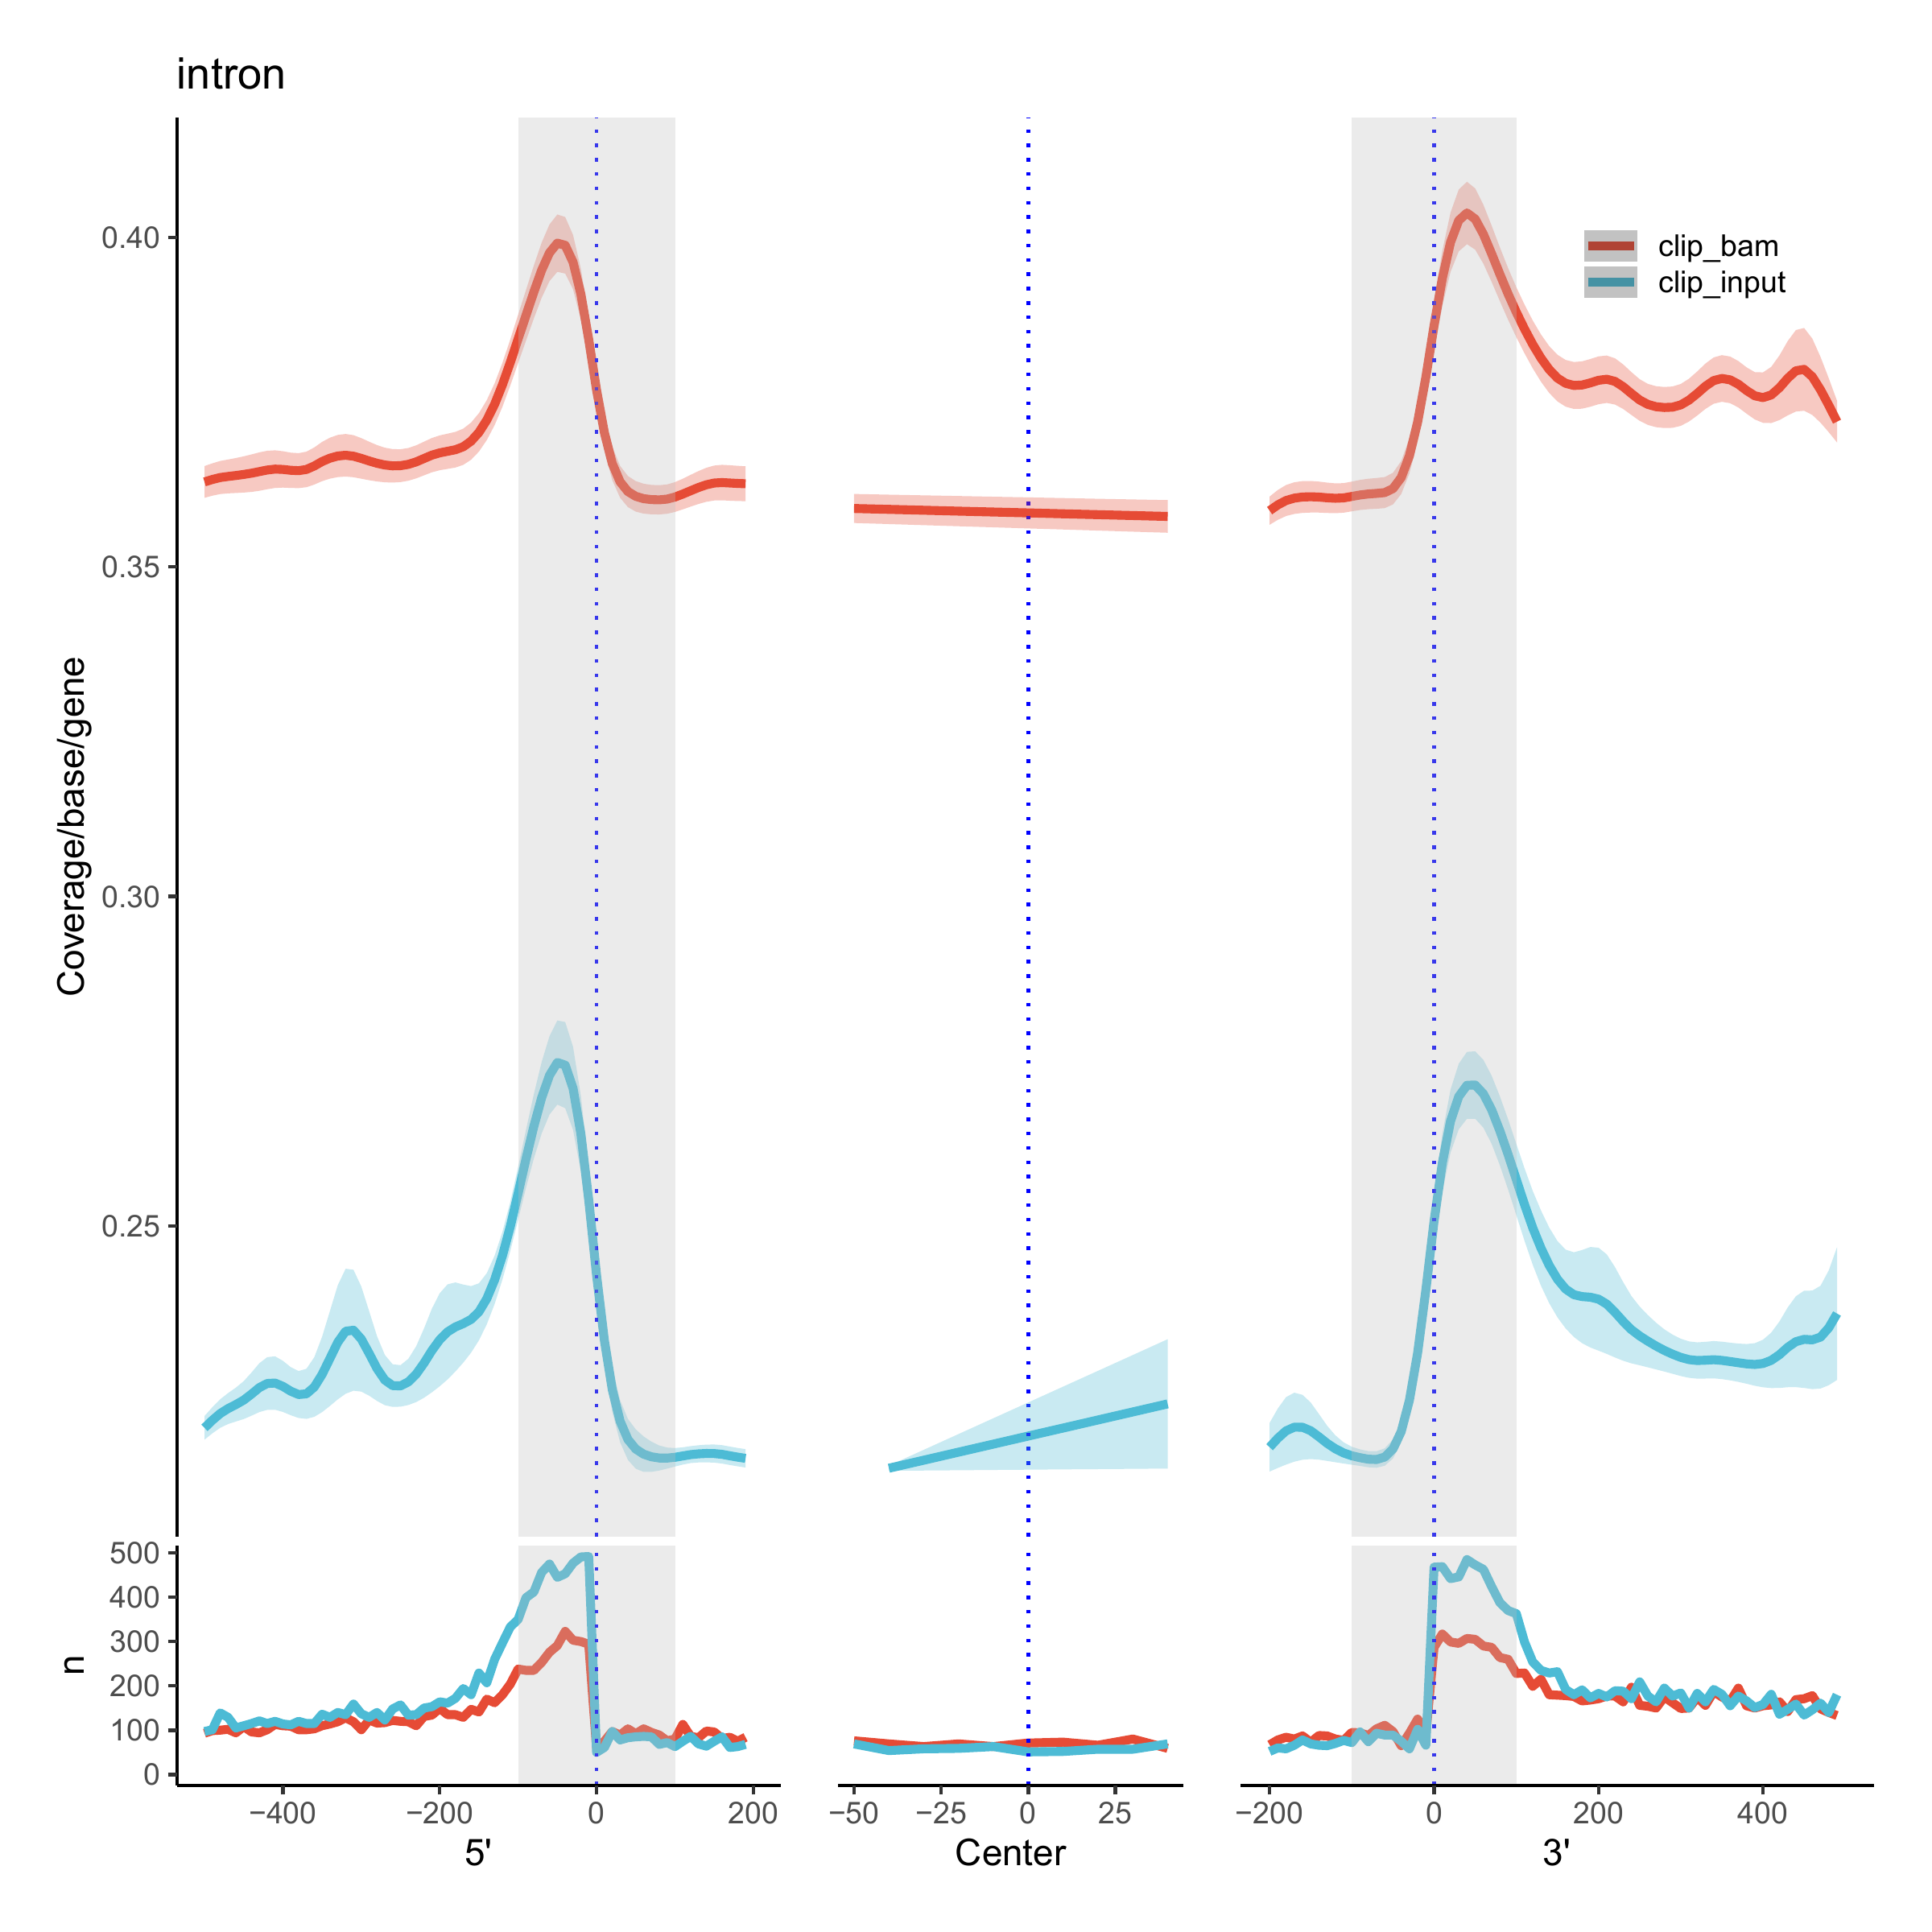 intron
0.40
0.35
0.30
0.25
Coverage/base/gene
clip_bam
clip_input
500
400
300
200
100
0
n
−400 −200 0 200
−50 −25 0 25
−200 0 200 400
5' Center 3'